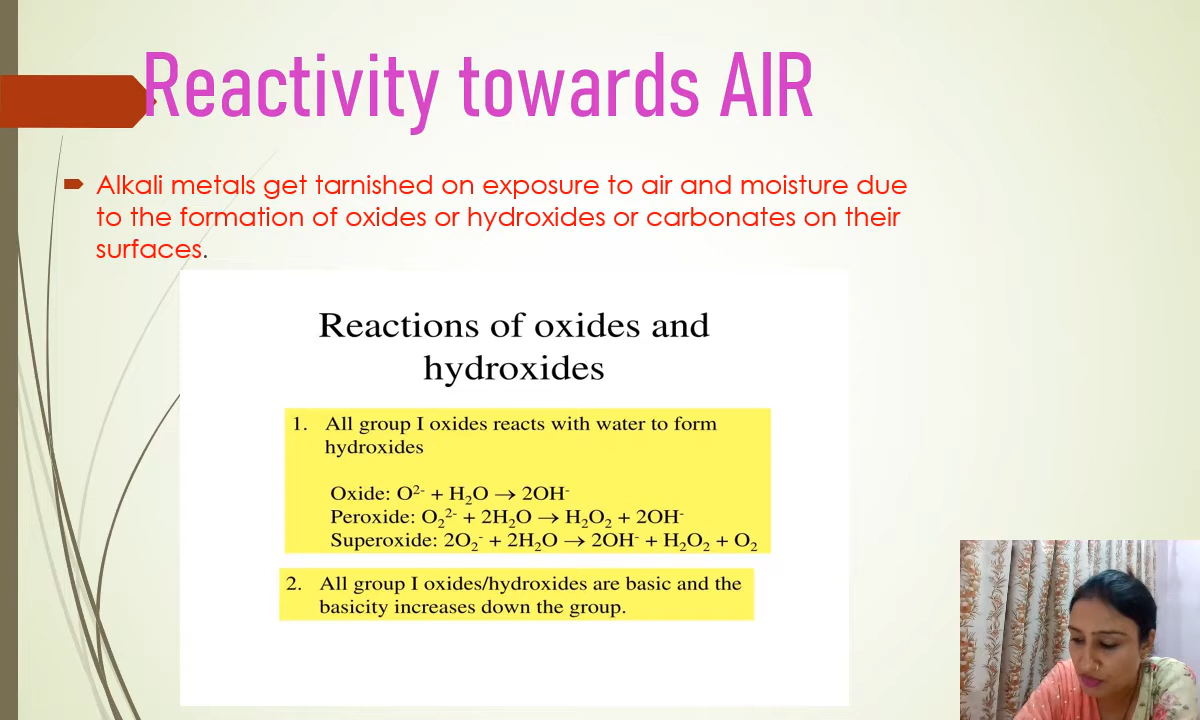 Reactivity towards AIR
Alkali metals get tarnished on exposure to air and moisture due
to the formation of oxides or hydroxides or carbonates on their
surfaces.
Reactions of oxides and
hydroxides
1. All group I oxides reacts with water to form
hydroxides
Oxide: O²⁻ + H₂O → 2OH⁻
Peroxide: O₂²⁻ + 2H₂O → H₂O₂ + 2OH⁻
Superoxide: 2O₂⁻ + 2H₂O → 2OH⁻ + H₂O₂ + O₂
2. All group I oxides/hydroxides are basic and the
basicity increases down the group.